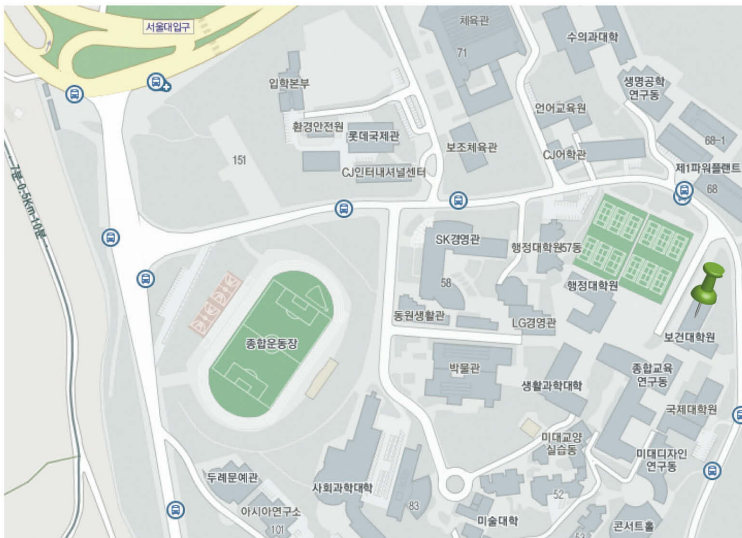 서울대입구
체육관
71
수의과대학
입학본부
생명공학
연구동
언어교육원
환경안전원
롯데국제관
보조체육관
68-1
151
CJ어학관
CJ인터내셔널센터
제1파워플랜트
68
7분 0.5Km 10분
SK경영관
행정대학원57동
58
행정대학원
동원생활관
LG경영관
보건대학원
종합운동장
박물관
생활과학대학
종합교육
연구동
국제대학원
미대교양
실습동
미대디자인
연구동
두레문예관
사회과학대학
아시아연구소
101
83
52
미술대학
53
콘서트홀